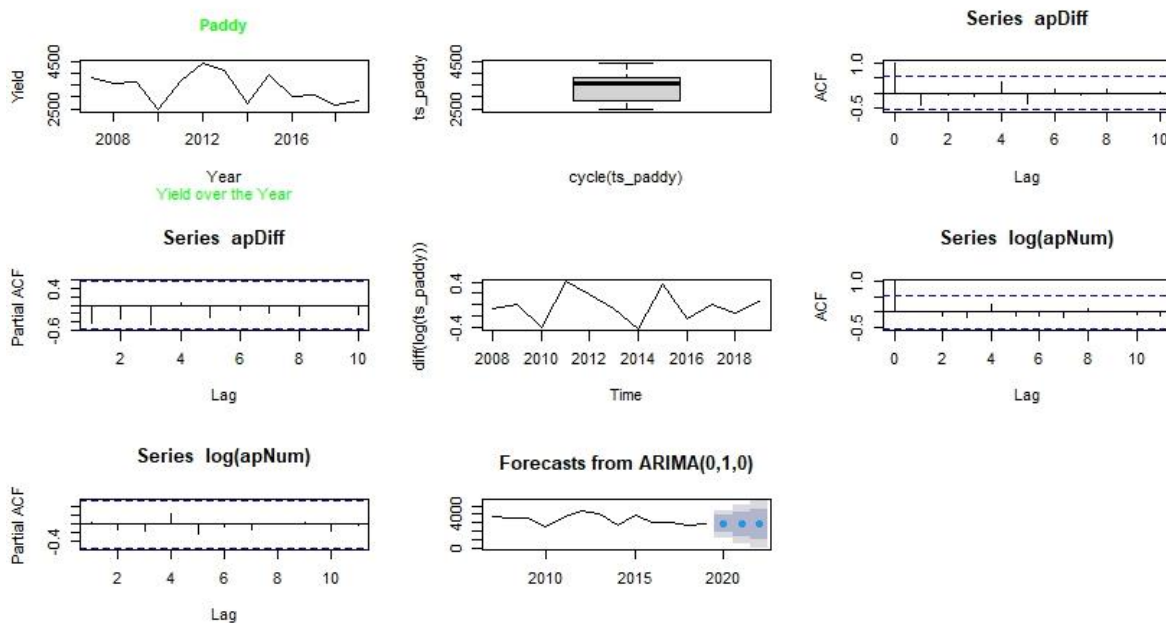 Paddy
Yield
4500
2500
2008
2012
2016
Year
Yield over the Year
ts_paddy
4500
2500
cycle(ts_paddy)
Series apDiff
ACF
1.0
-0.5
0
2
4
6
8
10
Lag
Series apDiff
Partial ACF
0.4
-0.6
2
4
6
8
10
Lag
diff(log(ts_paddy))
0.4
-0.4
2008
2010
2012
2014
2016
2018
Time
Series log(apNum)
ACF
1.0
-0.5
0
2
4
6
8
10
Lag
Series log(apNum)
Partial ACF
-0.4
2
4
6
8
10
Lag
Forecasts from ARIMA(0,1,0)
4000
0
2010
2015
2020